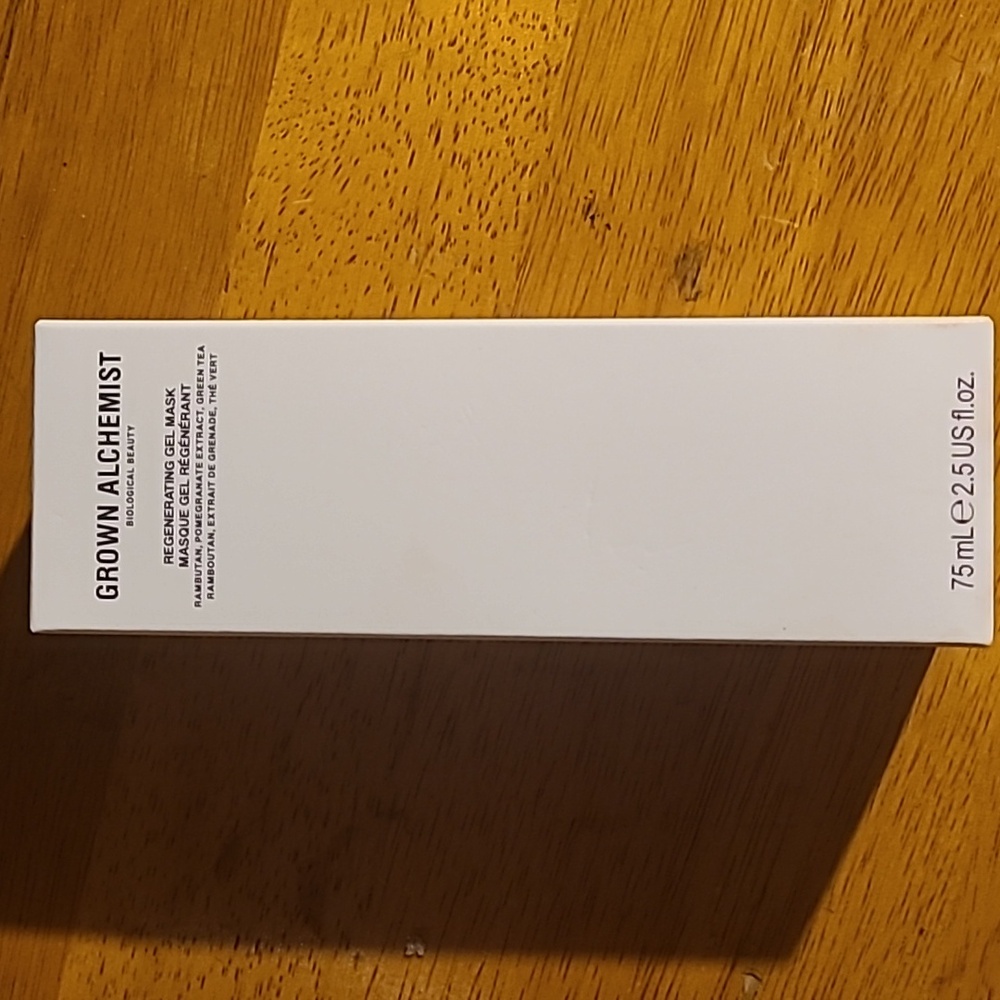 GROWN ALCHEMIST
BIOLOGICAL BEAUTY
REGENERATING GEL MASK
MASQUE GEL RÉGÉNÉRANT
RAMBUTAN, POMEGRANATE EXTRACT, GREEN TEA
RAMBOUTAN, EXTRAIT DE GRENADE, THÉ VERT
75 mL ℮ 2.5 US fl.oz.